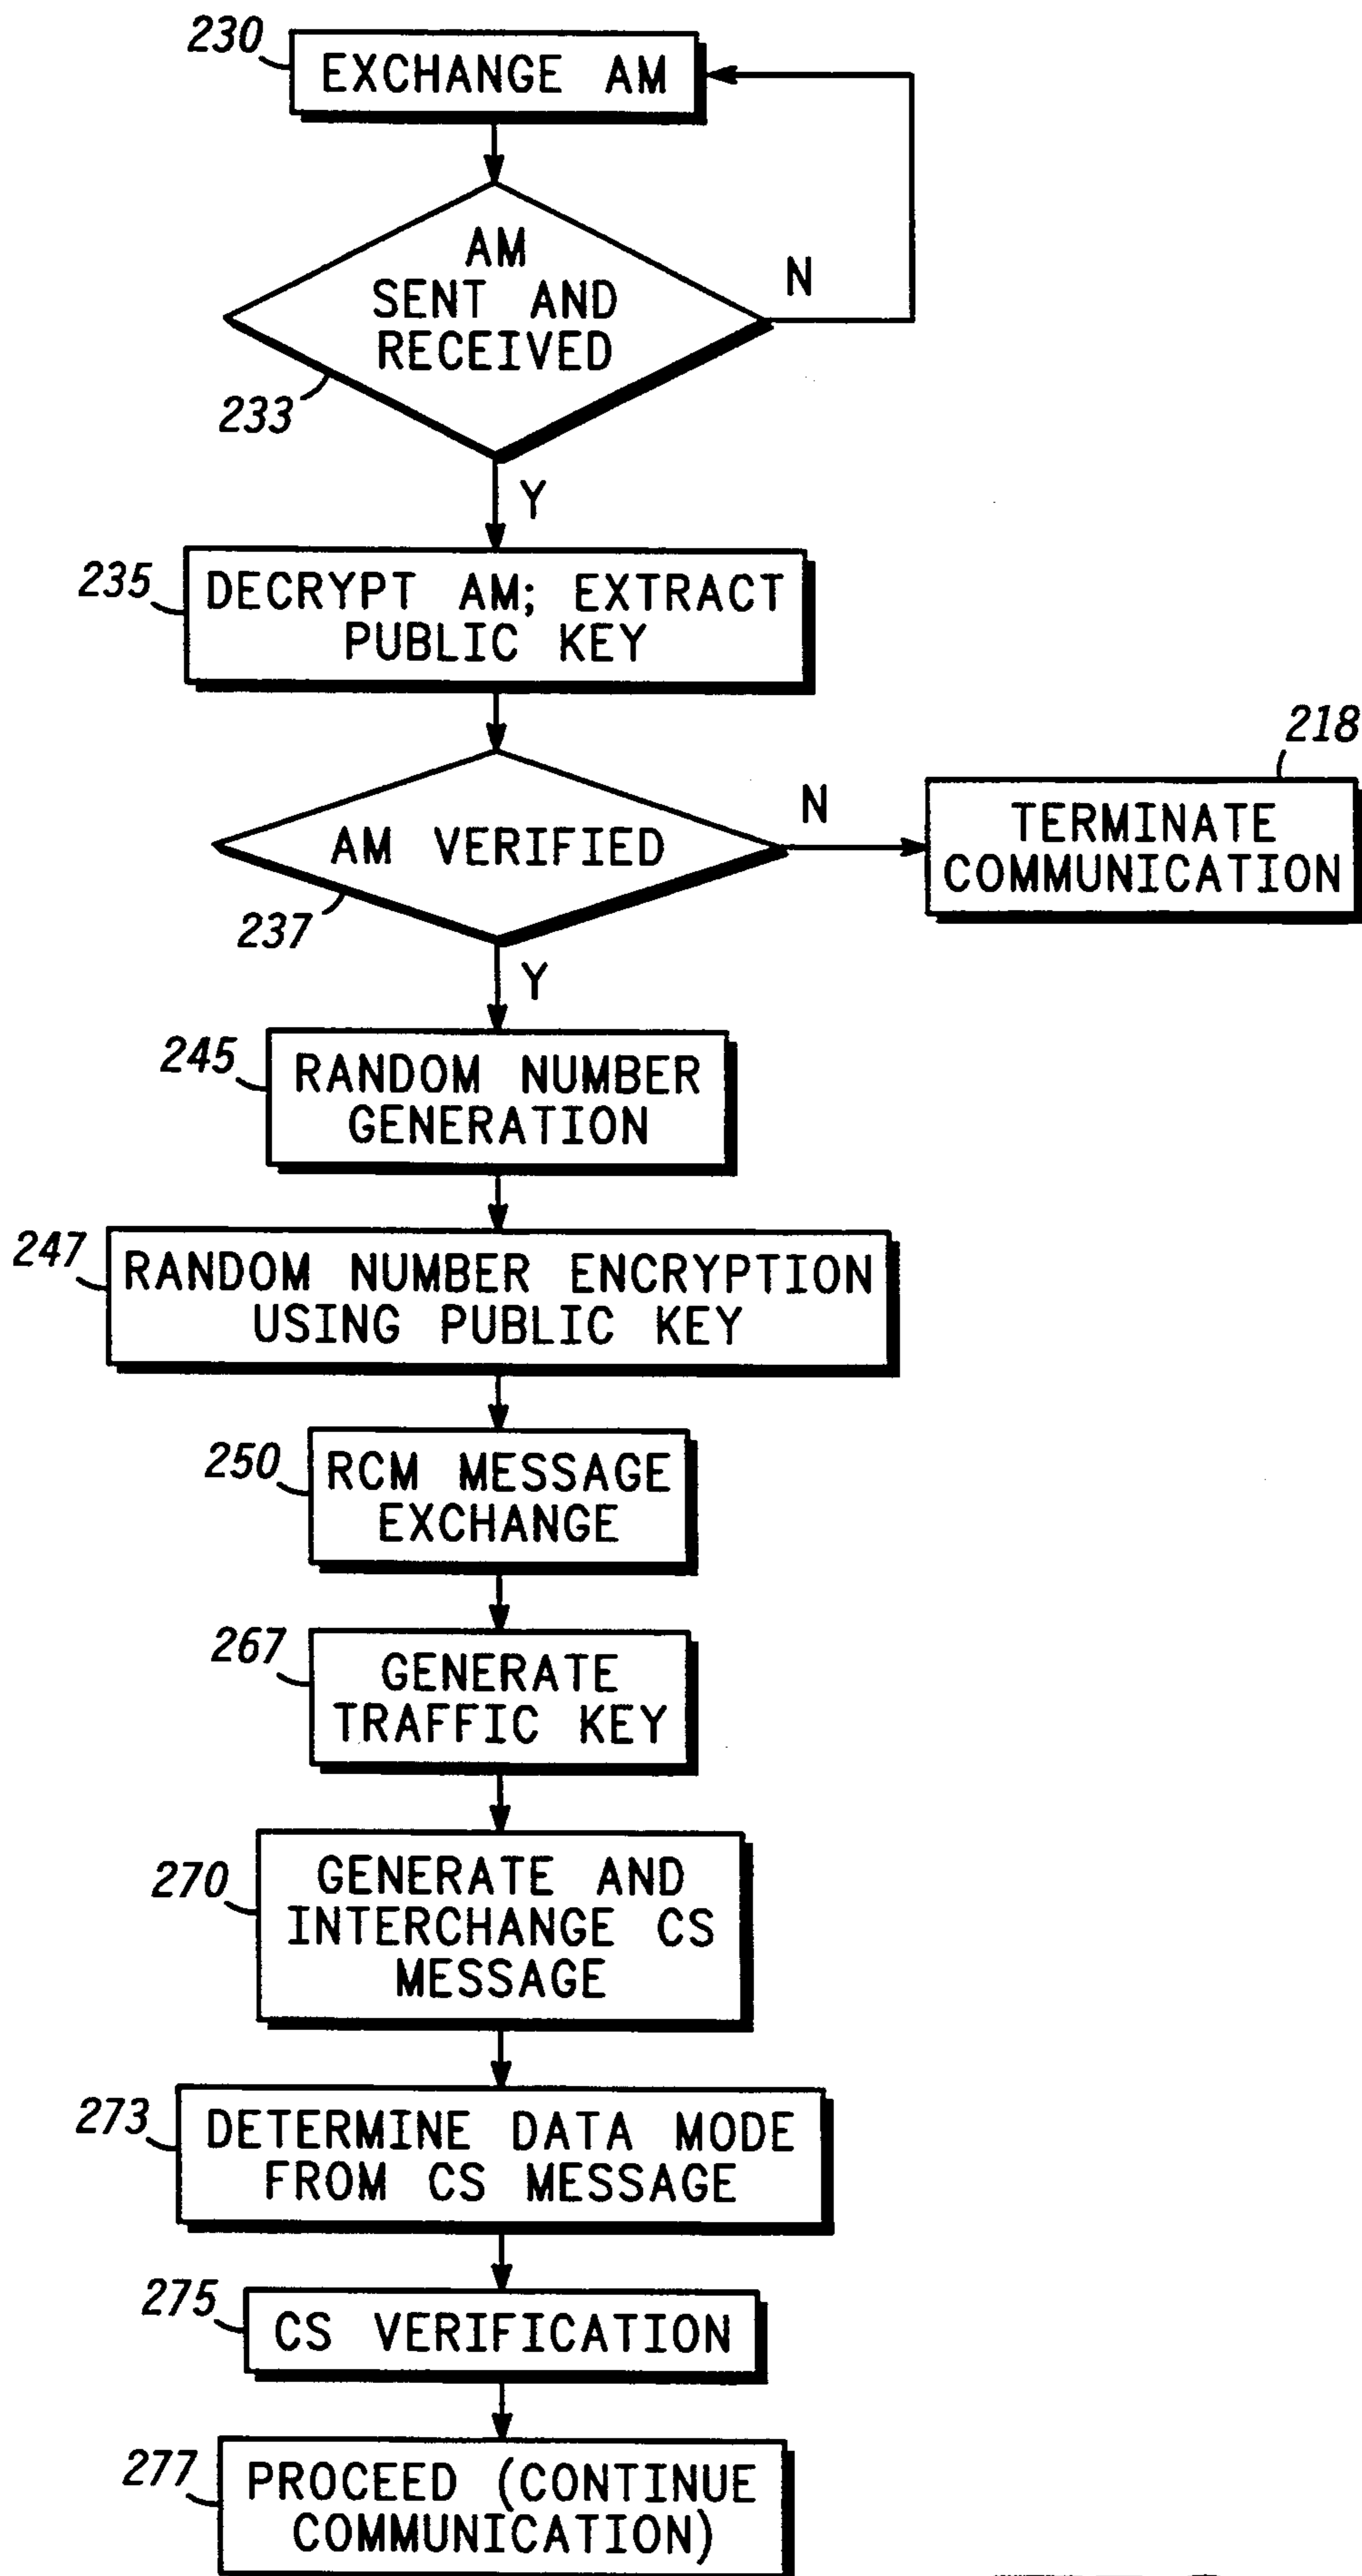 230
EXCHANGE AM
AM
SENT AND
RECEIVED
N
233
Y
235
DECRYPT AM; EXTRACT
PUBLIC KEY
218
AM VERIFIED
N
TERMINATE
COMMUNICATION
237
Y
245
RANDOM NUMBER
GENERATION
247
RANDOM NUMBER ENCRYPTION
USING PUBLIC KEY
250
RCM MESSAGE
EXCHANGE
267
GENERATE
TRAFFIC KEY
270
GENERATE AND
INTERCHANGE CS
MESSAGE
273
DETERMINE DATA MODE
FROM CS MESSAGE
275
CS VERIFICATION
277
PROCEED (CONTINUE
COMMUNICATION)